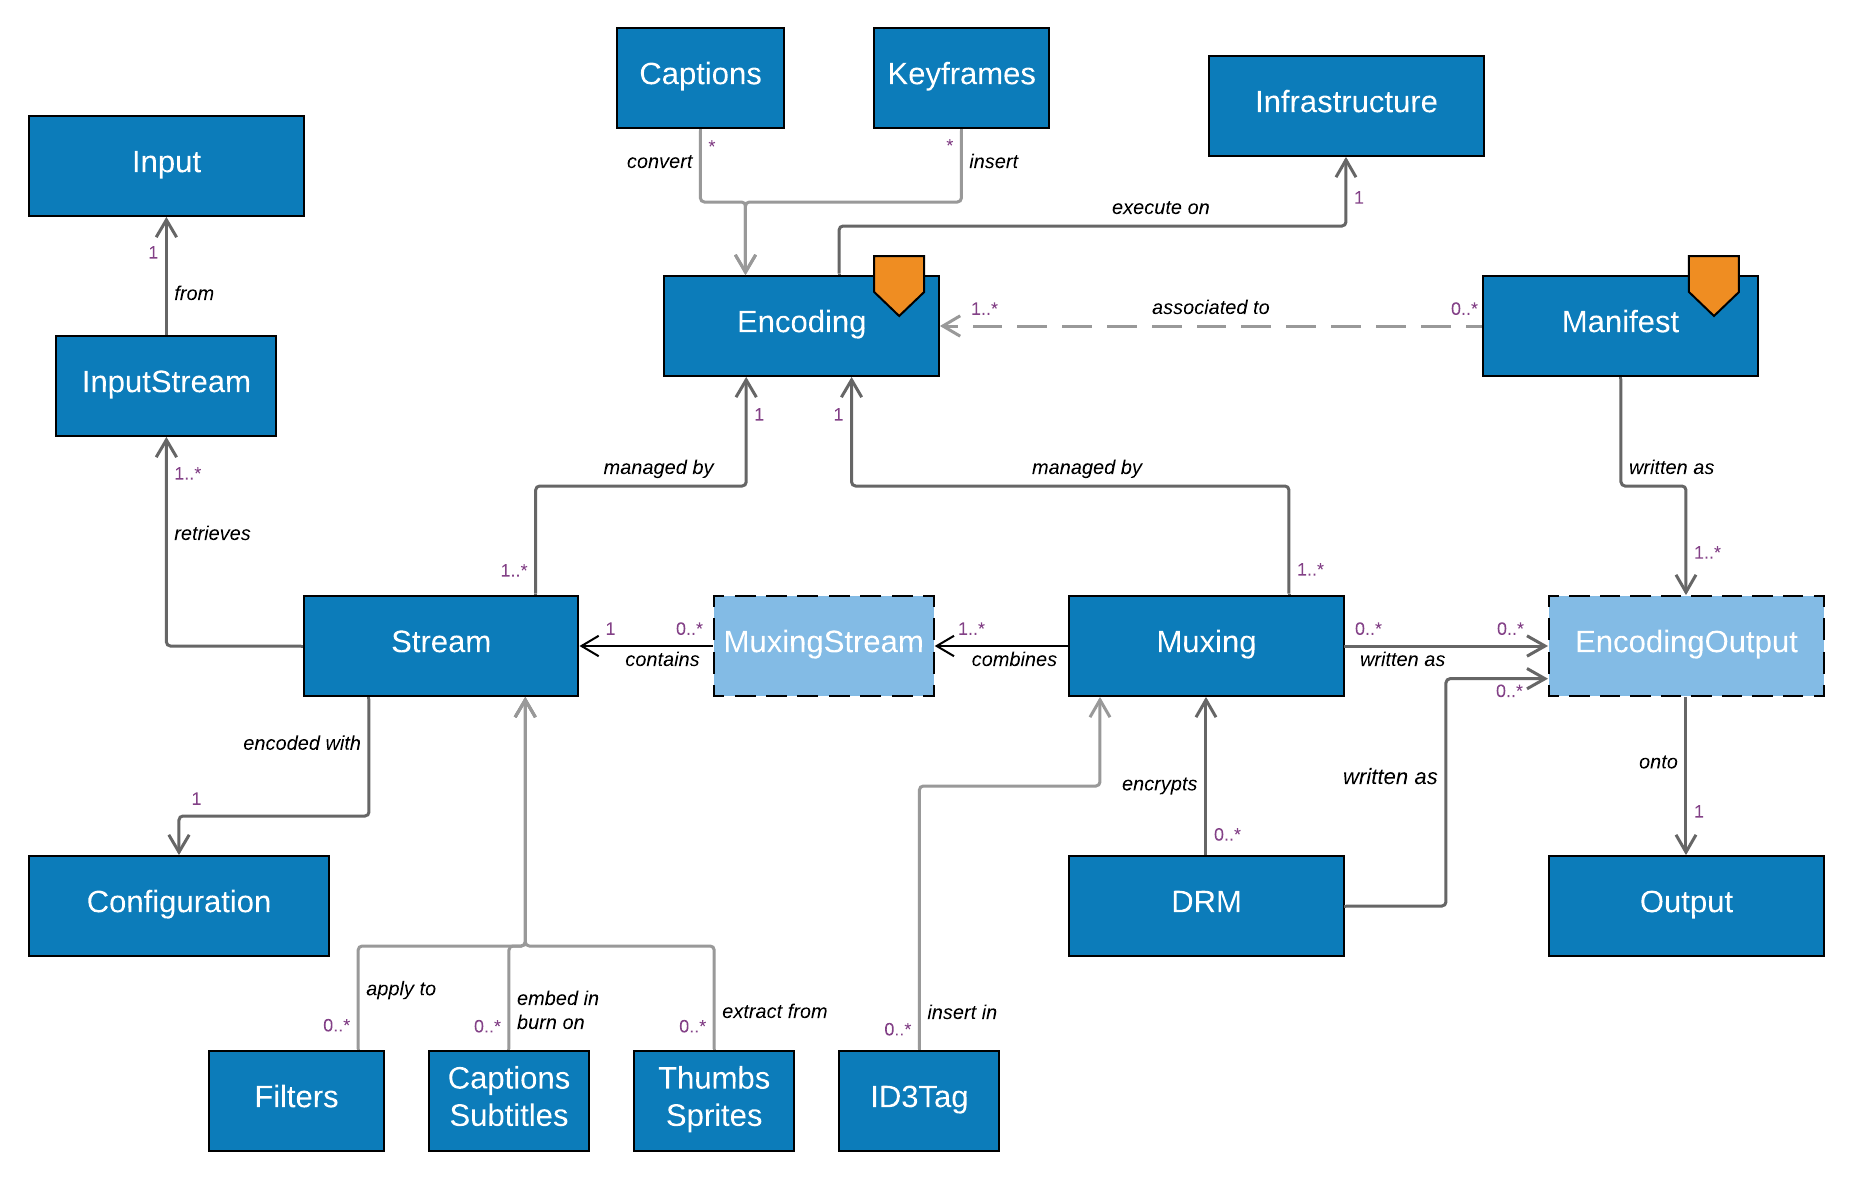 Captions
Keyframes
Infrastructure
Input
convert
*
*
insert
1
execute on
1
from
Encoding
1..*
associated to
0..*
Manifest
InputStream
1
1
1..*
managed by
managed by
written as
retrieves
1..*
1..*
1..*
Stream
1
0..*
contains
MuxingStream
1..*
combines
Muxing
0..*
0..*
written as
EncodingOutput
0..*
encoded with
onto
encrypts
written as
1
1
0..*
Configuration
DRM
Output
apply to
embed in
burn on
extract from
insert in
0..*
0..*
0..*
0..*
Filters
Captions
Subtitles
Thumbs
Sprites
ID3Tag